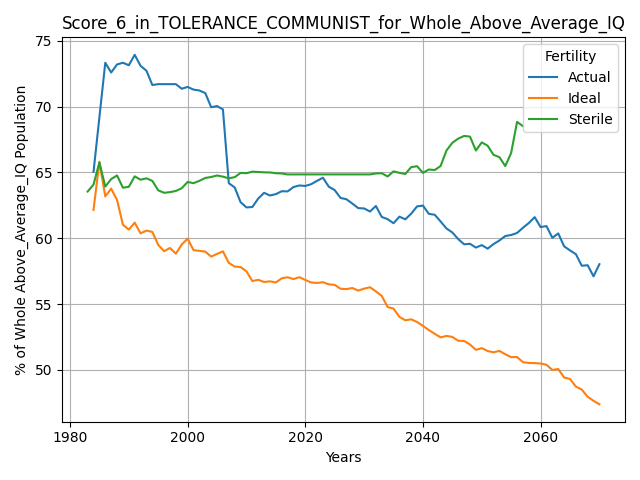 Score_6_in_TOLERANCE_COMMUNIST_for_Whole_Above_Average_IQ
% of Whole Above_Average_IQ Population
75
70
65
60
55
50
Fertility
Actual
Ideal
Sterile
1980
2000
2020
2040
2060
Years